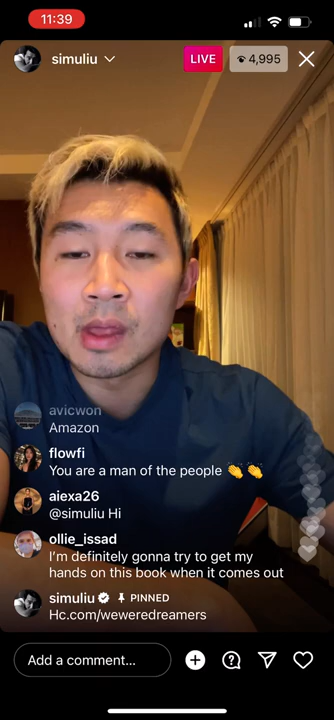 11:39
simuliu
LIVE
4,995
avicwon
Amazon
flowfi
You are a man of the people 👏 👏
aiexa26
@simuliu Hi
ollie_issad
I'm definitely gonna try to get my
hands on this book when it comes out
simuliu PINNED
Hc.com/weweredreamers
Add a comment...